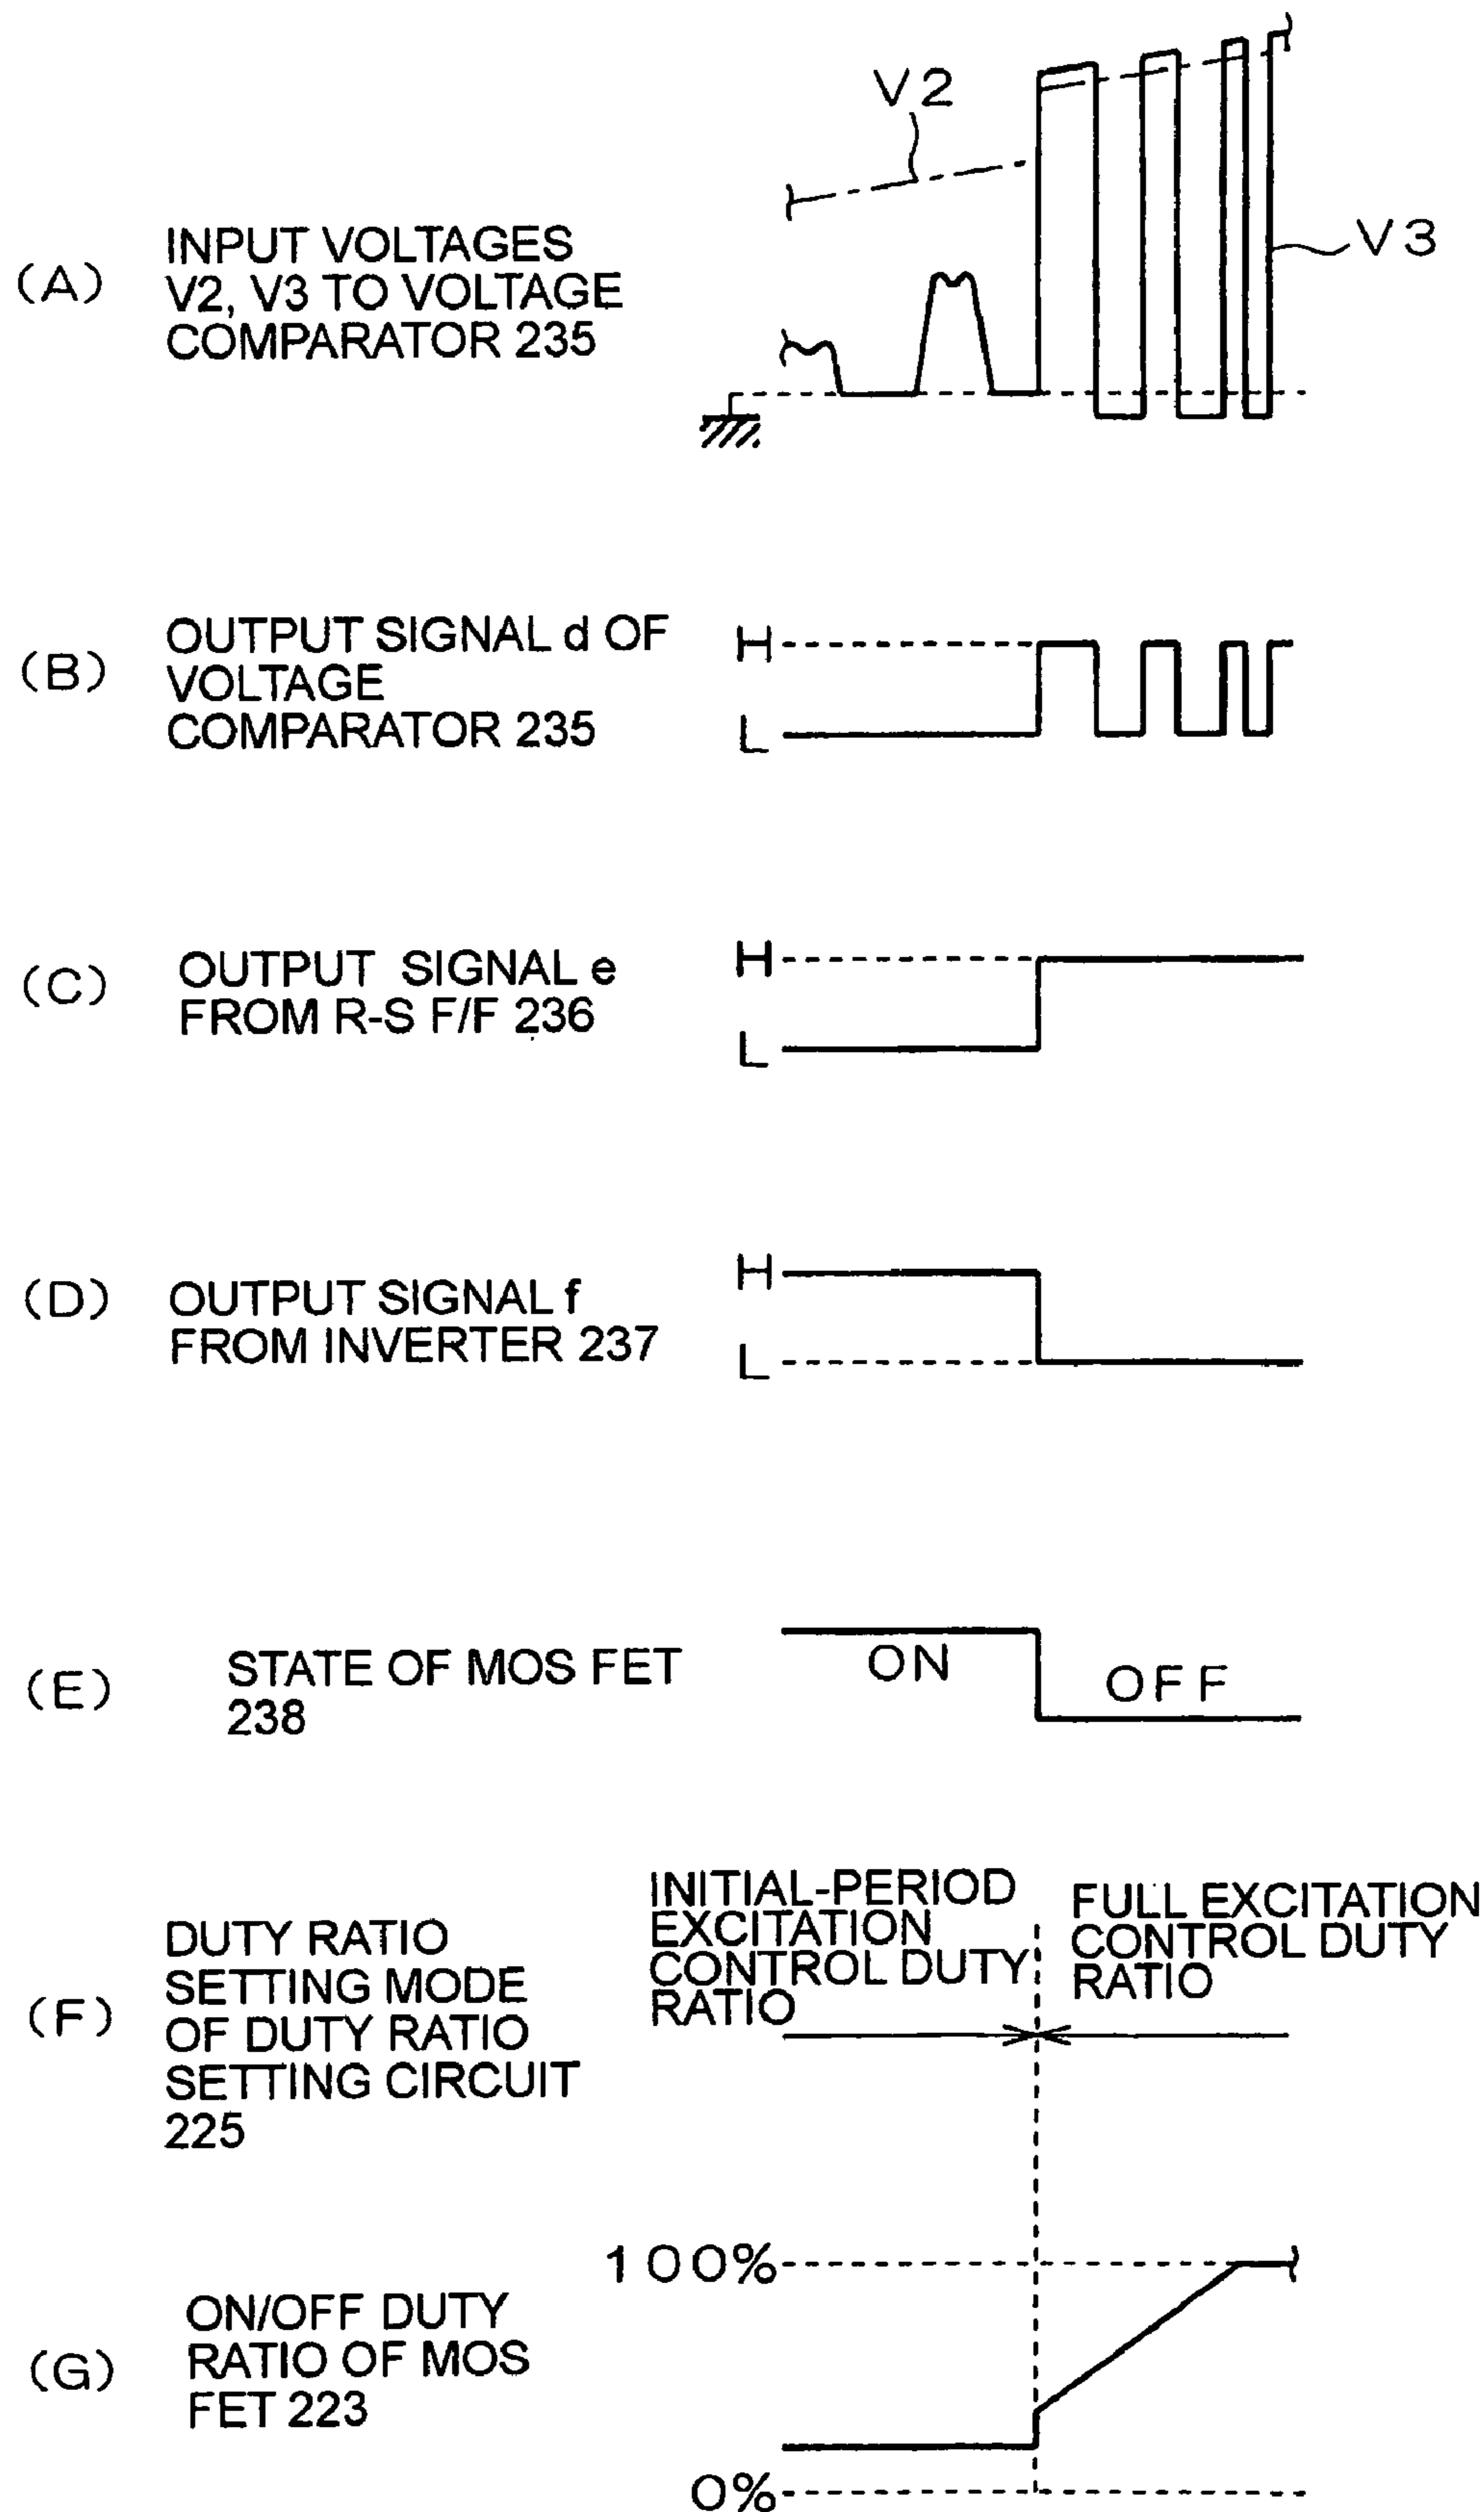 V2
V3
(A)
INPUT VOLTAGES
V2, V3 TO VOLTAGE
COMPARATOR 235
(B)
OUTPUT SIGNAL d OF
VOLTAGE
COMPARATOR 235
H
L
(C)
OUTPUT SIGNAL e
FROM R-S F/F 236
H
L
(D)
OUTPUT SIGNAL f
FROM INVERTER 237
H
L
(E)
STATE OF MOS FET
238
ON
OFF
(F)
DUTY RATIO
SETTING MODE
OF DUTY RATIO
SETTING CIRCUIT
225
INITIAL-PERIOD
EXCITATION
CONTROL DUTY
RATIO
FULL EXCITATION
CONTROL DUTY
RATIO
(G)
ON/OFF DUTY
RATIO OF MOS
FET 223
100%
0%